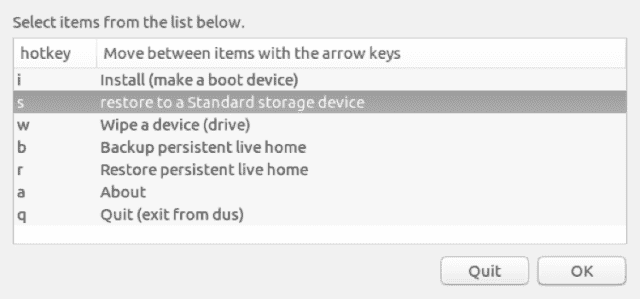 Select items from the list below.
hotkey Move between items with the arrow keys
i Install (make a boot device)
s restore to a Standard storage device
w Wipe a device (drive)
b Backup persistent live home
r Restore persistent live home
a About
q Quit (exit from dus)
Quit OK